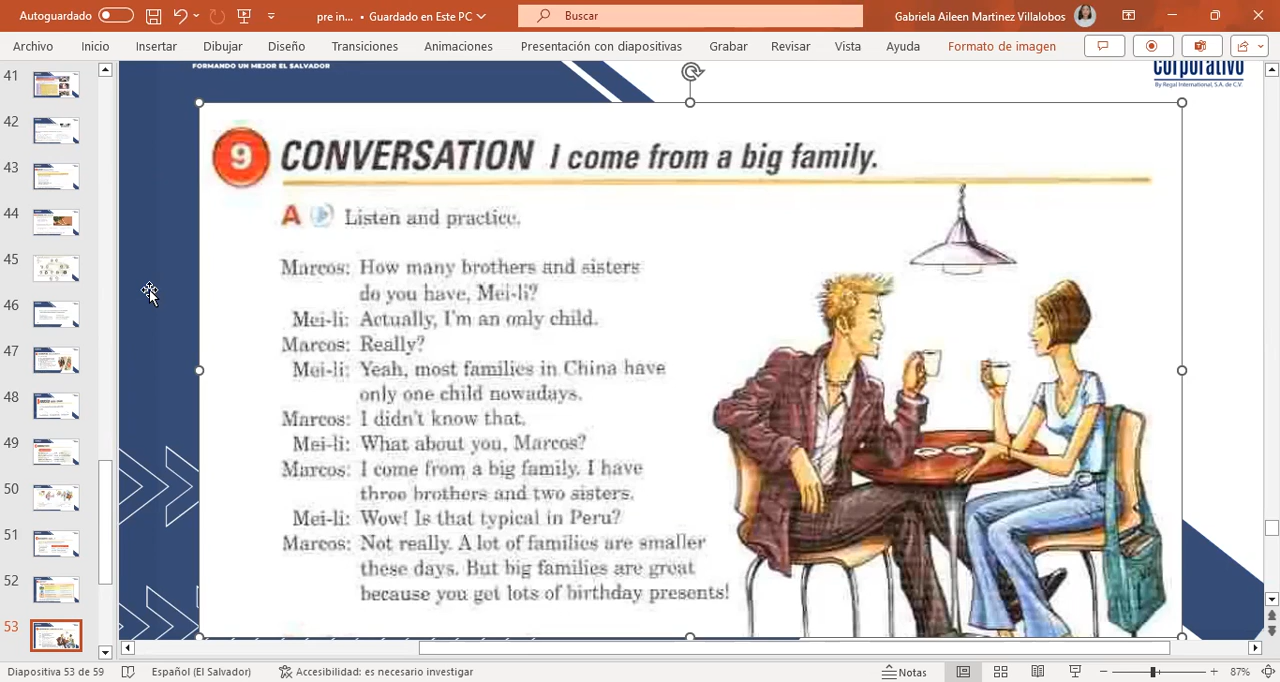 Autoguardado
pre in... • Guardado en Este PC
Buscar
Gabriela Aileen Martinez Villalobos
Archivo Inicio Insertar Dibujar Diseño Transiciones Animaciones Presentación con diapositivas Grabar Revisar Vista Ayuda Formato de imagen
FORMANDO UN MEJOR EL SALVADOR
Corporativo
By Regal International, S.A. de C.V.
41
42
43
44
45
46
47
48
49
50
51
52
53
9 CONVERSATION I come from a big family.
A Listen and practice.
Marcos: How many brothers and sisters
do you have, Mei-li?
Mei-li: Actually, I'm an only child.
Marcos: Really?
Mei-li: Yeah, most families in China have
only one child nowadays.
Marcos: I didn't know that.
Mei-li: What about you, Marcos?
Marcos: I come from a big family. I have
three brothers and two sisters.
Mei-li: Wow! Is that typical in Peru?
Marcos: Not really. A lot of families are smaller
these days. But big families are great
because you get lots of birthday presents!
Diapositiva 53 de 59 Español (El Salvador) Accesibilidad: es necesario investigar Notas 87%